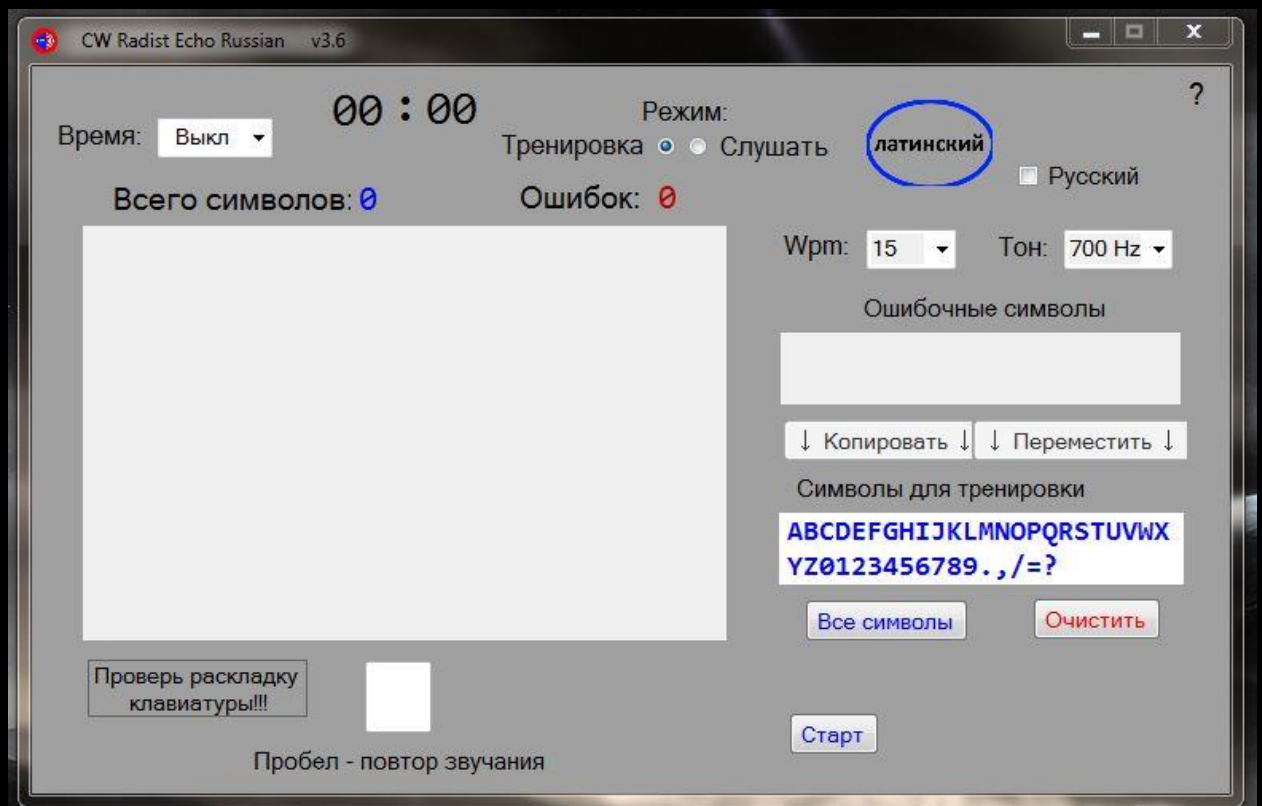 CW Radist Echo Russian v3.6
?
00:00
Режим:
Время: Выкл
Тренировка Слушать
латинский
Русский
Всего символов: 0
Ошибок: 0
Wpm: 15
Тон: 700 Hz
Ошибочные символы
↓ Копировать ↓
↓ Переместить ↓
Символы для тренировки
ABCDEFGHIJKLMNOPQRSTUVWX
YZ0123456789.,/=?
Все символы
Очистить
Проверь раскладку
клавиатуры!!!
Старт
Пробел - повтор звучания